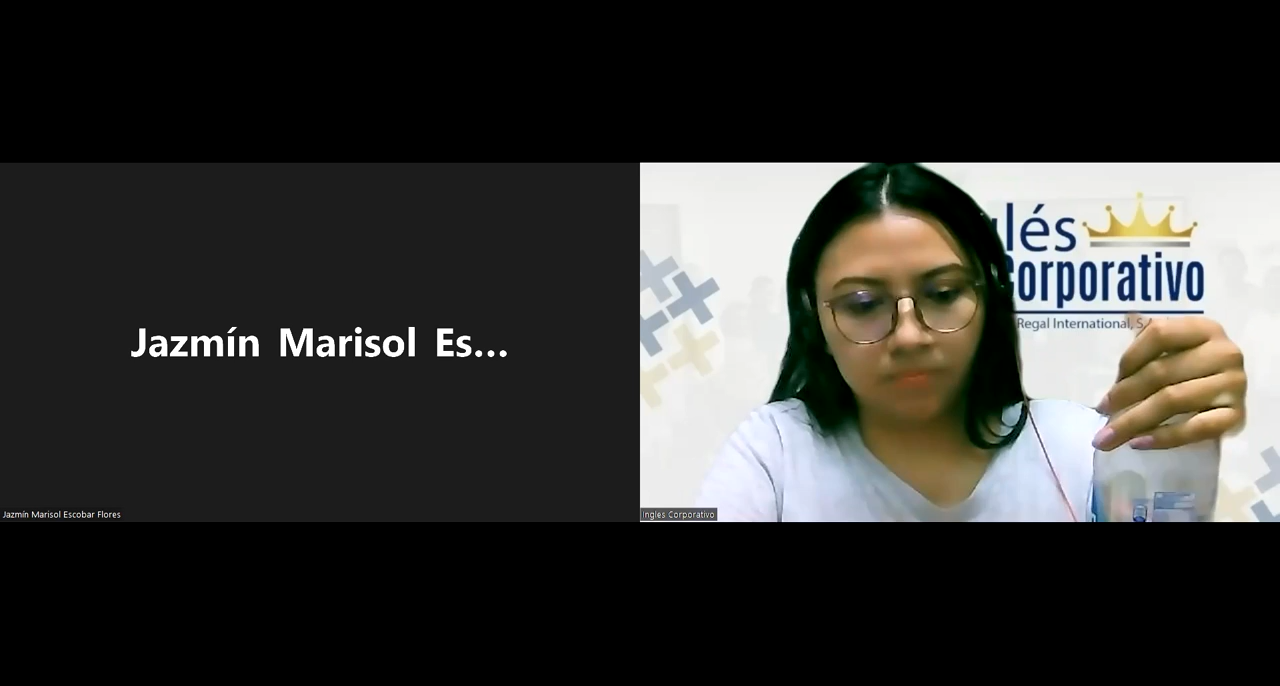 Jazmín Marisol Es...
Jazmín Marisol Escobar Flores
lés
Corporativo
Regal International, S.
Ingles Corporativo